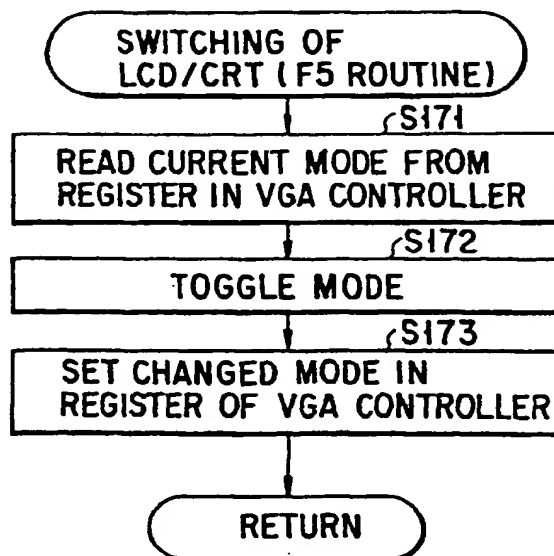 SWITCHING OF
LCD/CRT (F5 ROUTINE)
S171
READ CURRENT MODE FROM
REGISTER IN VGA CONTROLLER
S172
TOGGLE MODE
S173
SET CHANGED MODE IN
REGISTER OF VGA CONTROLLER
RETURN